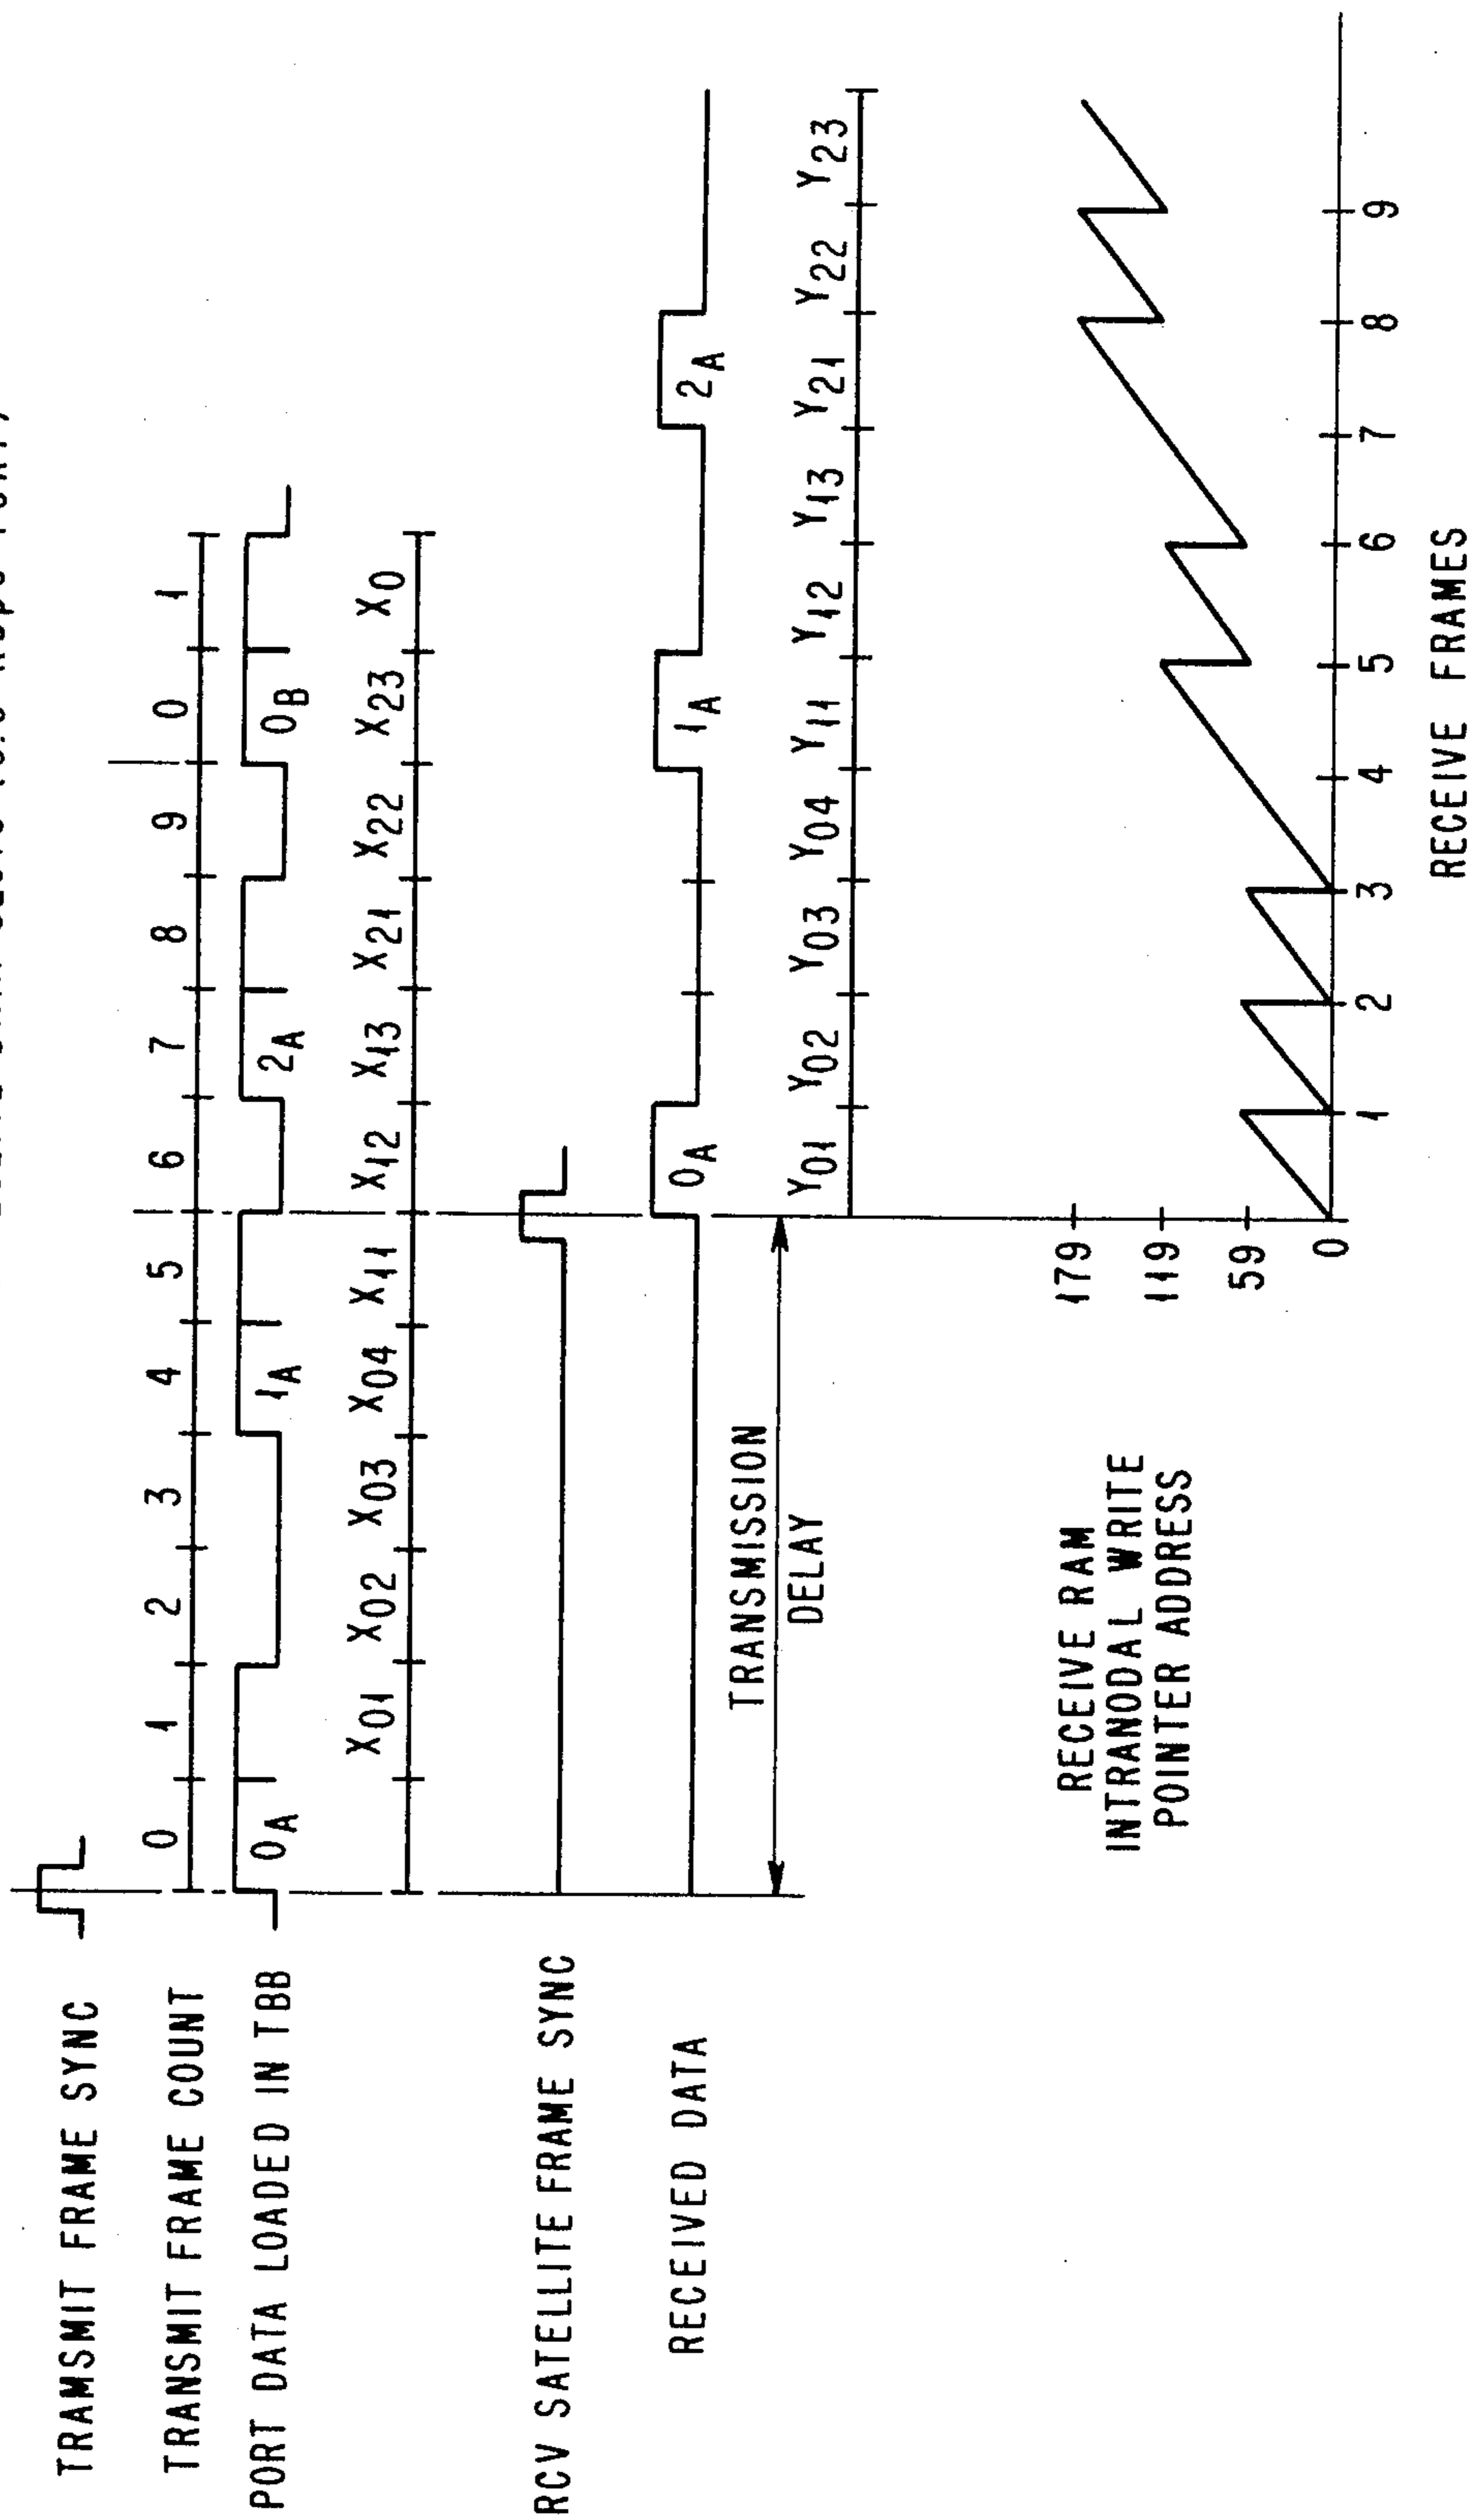 TRAMSMIT FRAME SYNC
TRANSMIT FRAME COUNT
0 1 2 3 4 5 6 7 8 9 0 1
PORT DATA LOADED IN TBB
0A 1A 2A 0B
X01 X02 X03 X04 X11 X12 X13 X21 X22 X23 X0
RCV SATELLITE FRAME SYNC
RECEIVED DATA
0A 1A 2A
TRANSMISSION
DELAY
Y01 Y02 Y03 Y04 Y11 Y12 Y13 Y21 Y22 Y23
RECEIVE RAM
INTRANODAL WRITE
POINTER ADDRESS
179
119
59
0
1 2 3 4 5 6 7 8 9
RECEIVE FRAMES